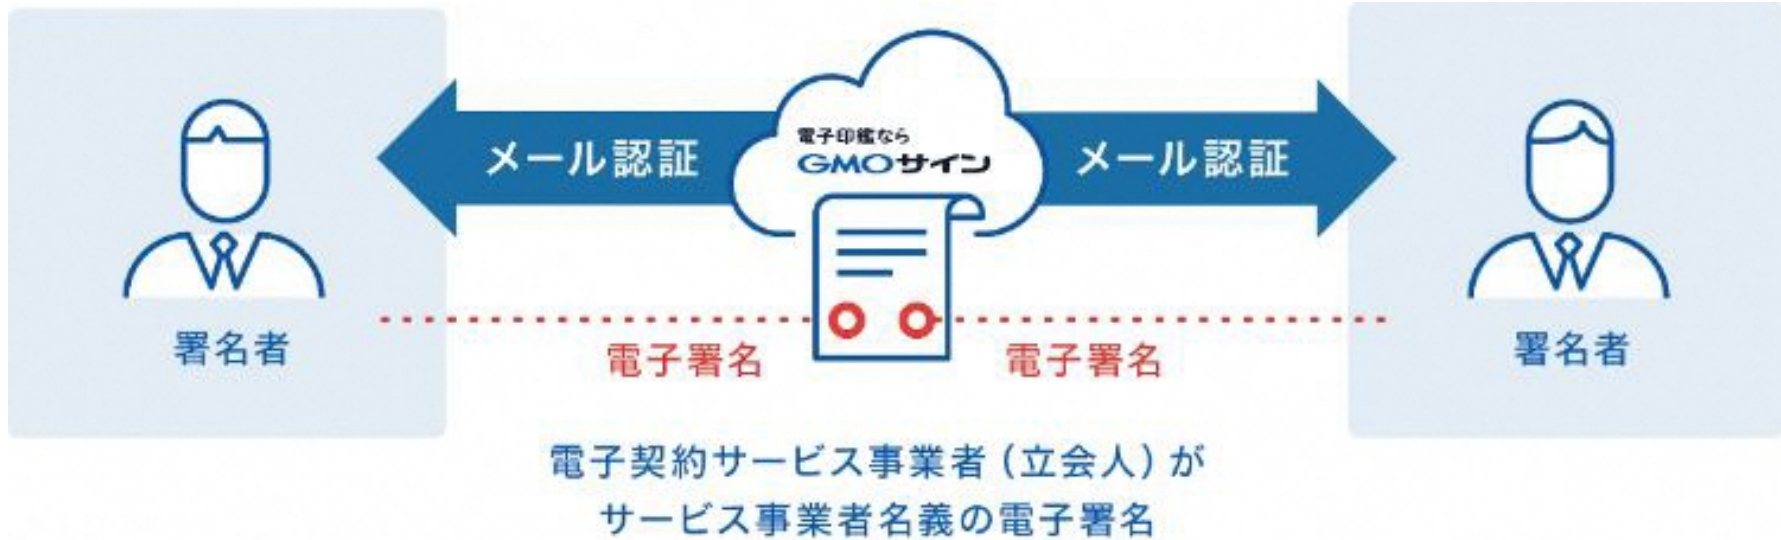 電子印鑑なら
GMOサイン
メール認証
メール認証
署名者
電子署名
電子署名
署名者
電子契約サービス事業者（立会人）が
サービス事業者名義の電子署名